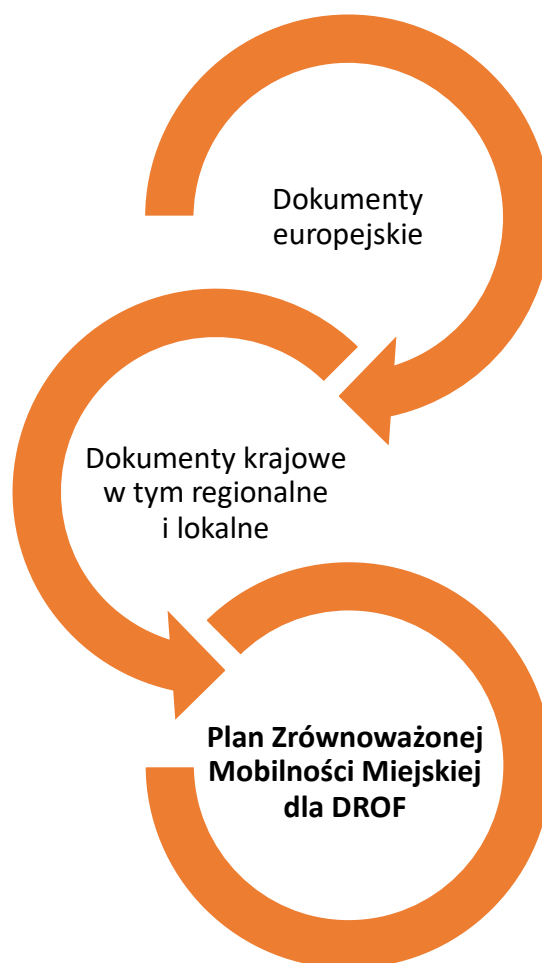 Dokumenty
europejskie
Dokumenty krajowe
w tym regionalne
i lokalne
Plan Zrównoważonej
Mobilności Miejskiej
dla DROF